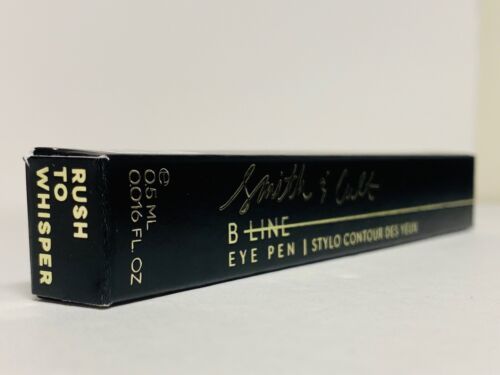 RUSH
TO
WHISPER
℮
0.5 ML
0.016 FL. OZ
Smith & Cult
B LINE
EYE PEN | STYLO CONTOUR DES YEUX